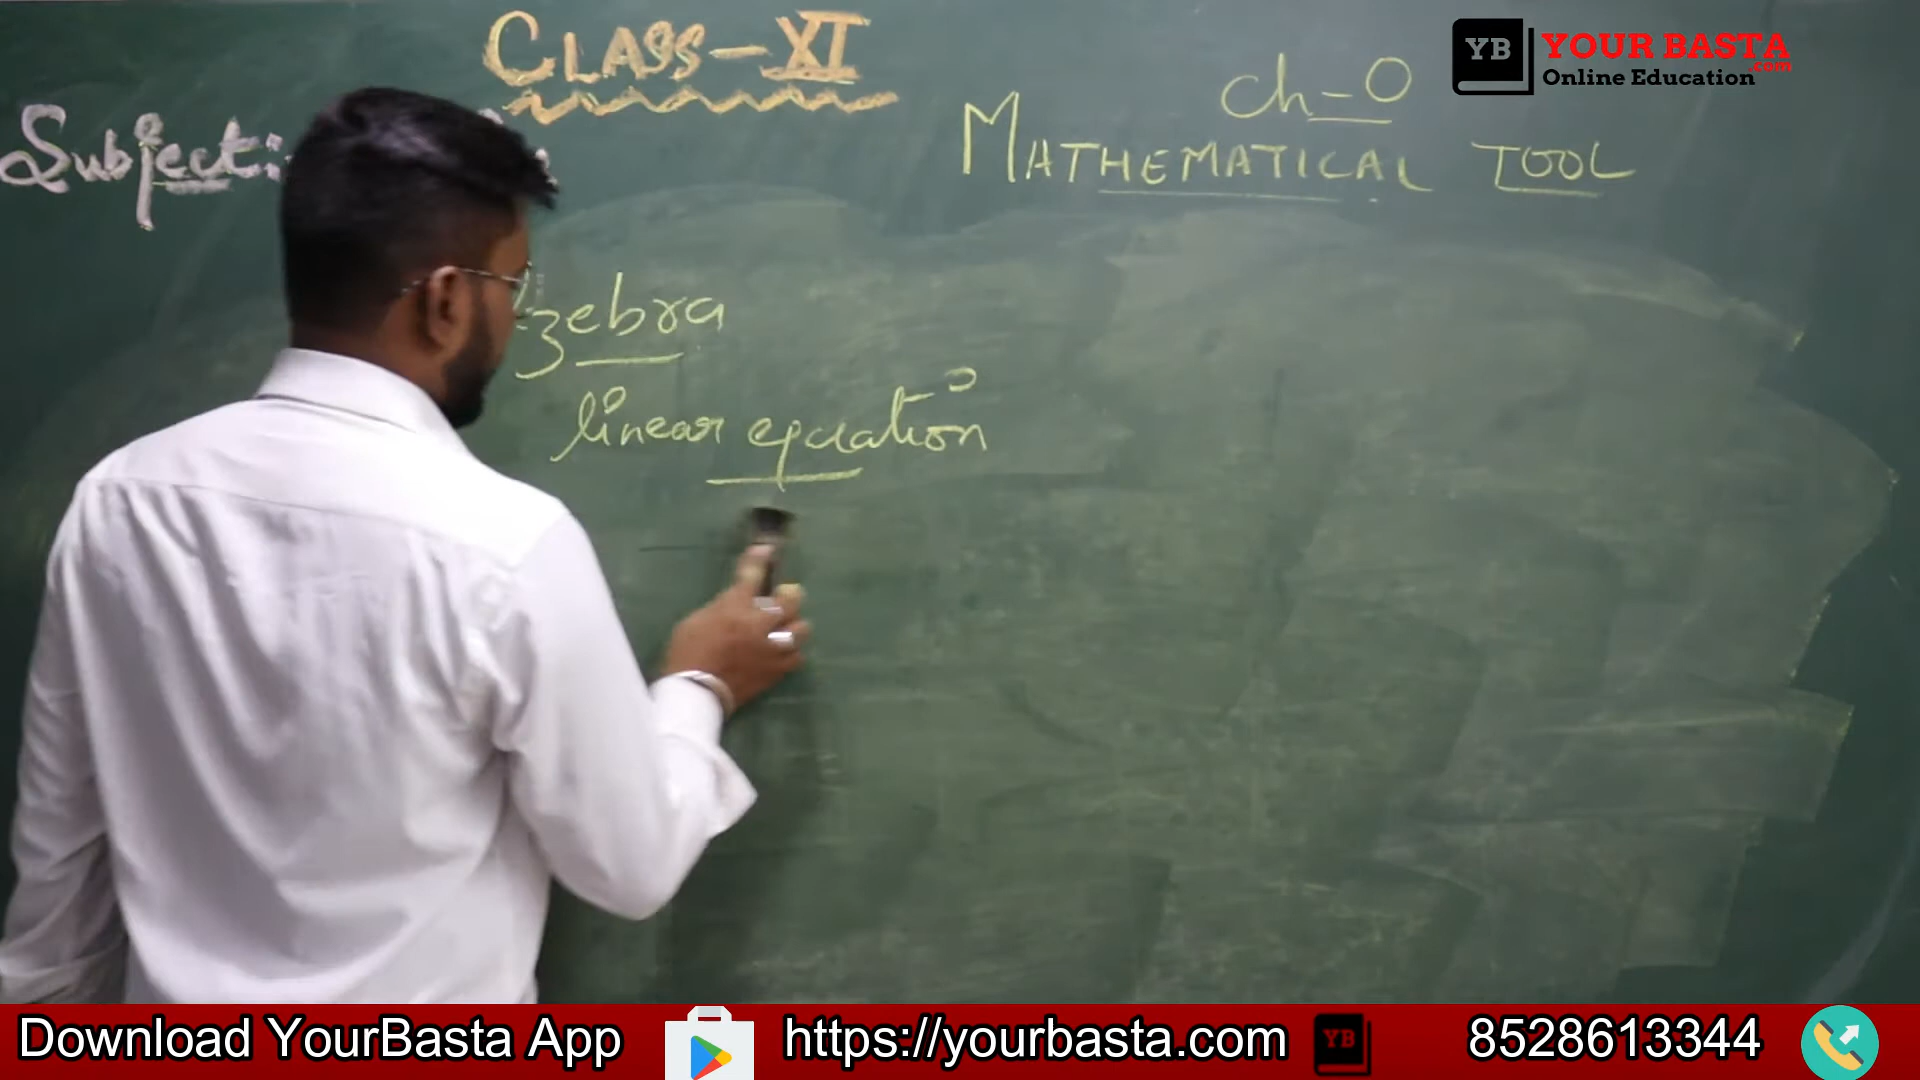 CLASS-XI
YB YOUR BASTA
.com
Online Education
Ch-0
Subject:
MATHEMATICAL TOOL
zebra
linear equation
Download YourBasta App https://yourbasta.com YB 8528613344